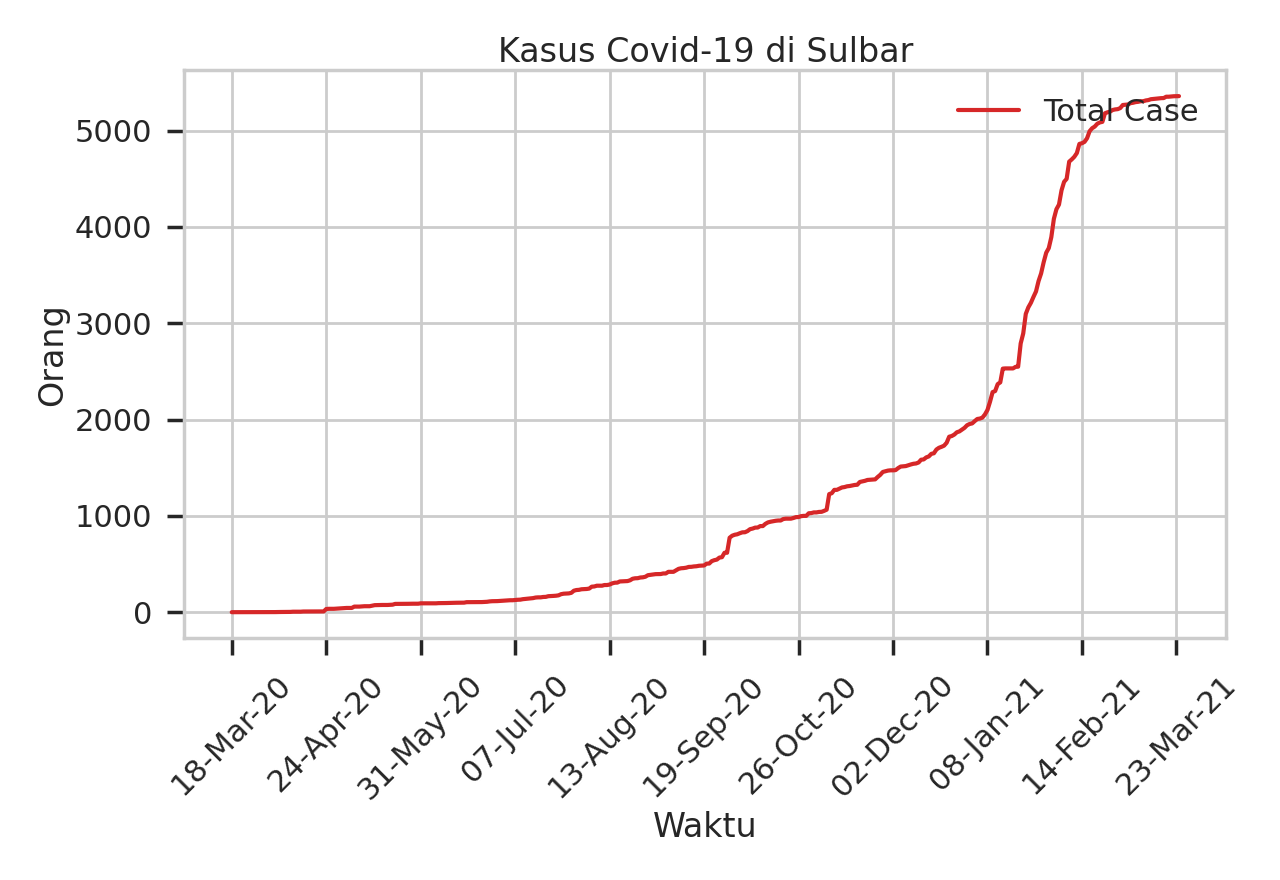 Kasus Covid-19 di Sulbar
Total Case
5000
4000
3000
2000
1000
0
Orang
18-Mar-20
24-Apr-20
31-May-20
07-Jul-20
13-Aug-20
19-Sep-20
26-Oct-20
02-Dec-20
08-Jan-21
14-Feb-21
23-Mar-21
Waktu